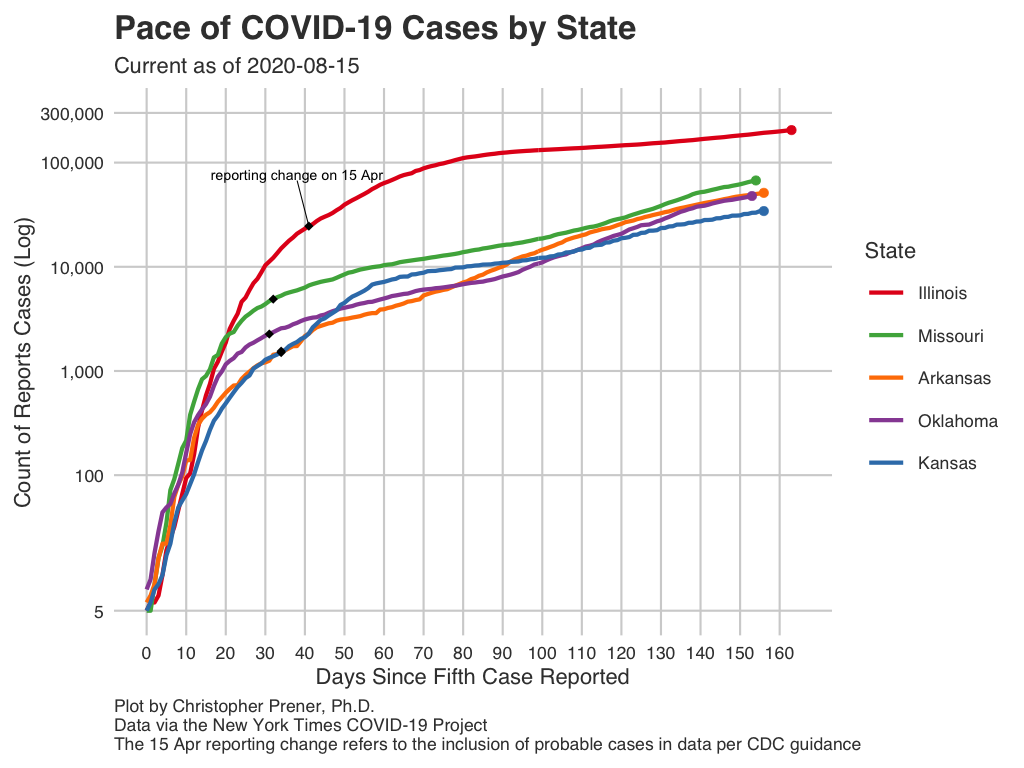 Pace of COVID-19 Cases by State
Current as of 2020-08-15
Count of Reports Cases (Log)
300,000
100,000
10,000
1,000
100
5
reporting change on 15 Apr
0 10 20 30 40 50 60 70 80 90 100 110 120 130 140 150 160
Days Since Fifth Case Reported
State
Illinois
Missouri
Arkansas
Oklahoma
Kansas
Plot by Christopher Prener, Ph.D.
Data via the New York Times COVID-19 Project
The 15 Apr reporting change refers to the inclusion of probable cases in data per CDC guidance